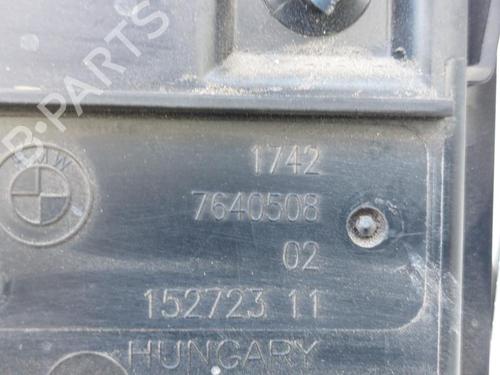 B-PARTS
BMW
1742
7640508
02
152723 11
HUNGARY